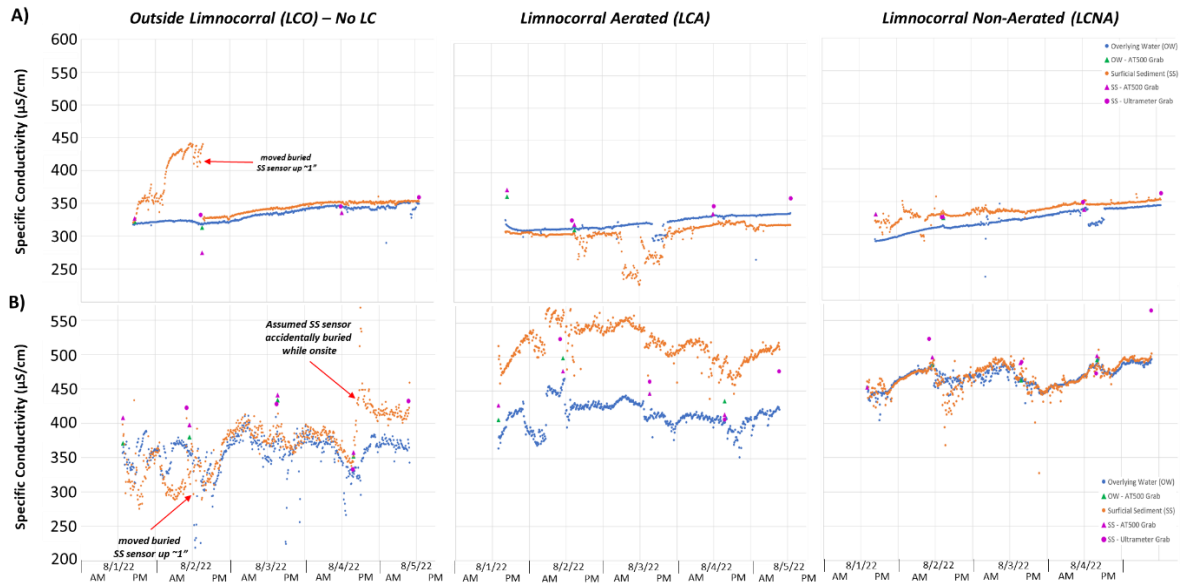 A)
Outside Limnocorral (LCO) – No LC
Limnocorral Aerated (LCA)
Limnocorral Non-Aerated (LCNA)
Specific Conductivity (µS/cm)
600
550
500
450
400
350
300
250
moved buried
SS sensor up ~1"
Overlying Water (OW)
OW - AT500 Grab
Surficial Sediment (SS)
SS - AT500 Grab
SS - Ultrameter Grab
B)
Specific Conductivity (µS/cm)
550
500
450
400
350
300
250
200
Assumed SS sensor
accidentally buried
while onsite
moved buried
SS sensor up ~1"
Overlying Water (OW)
OW - AT500 Grab
Surficial Sediment (SS)
SS - AT500 Grab
SS - Ultrameter Grab
8/1/22 8/2/22 8/3/22 8/4/22 8/5/22
AM PM AM PM AM PM AM PM AM PM
8/1/22 8/2/22 8/3/22 8/4/22 8/5/22
AM PM AM PM AM PM AM PM AM PM
8/1/22 8/2/22 8/3/22 8/4/22
AM PM AM PM AM PM AM PM